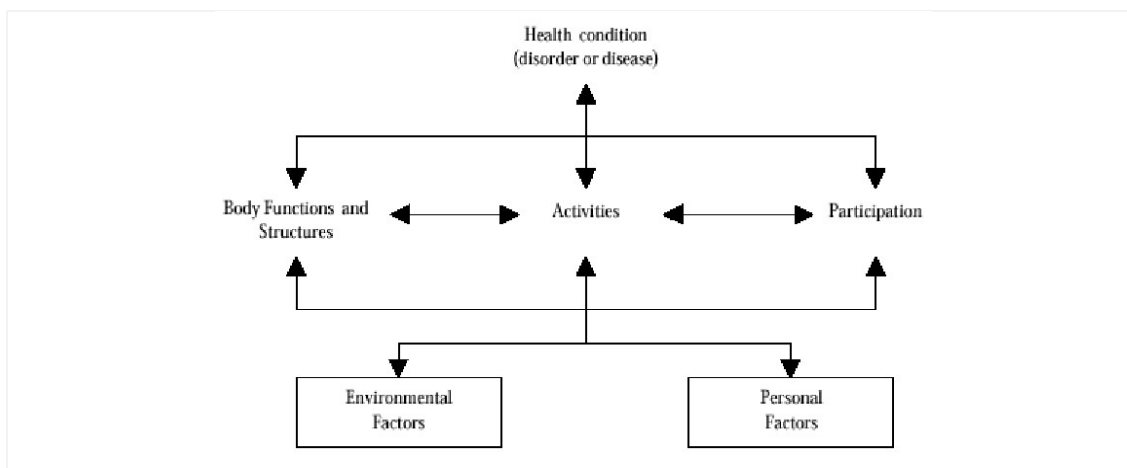 Health condition
(disorder or disease)
Body Functions and
Structures
Activities
Participation
Environmental
Factors
Personal
Factors